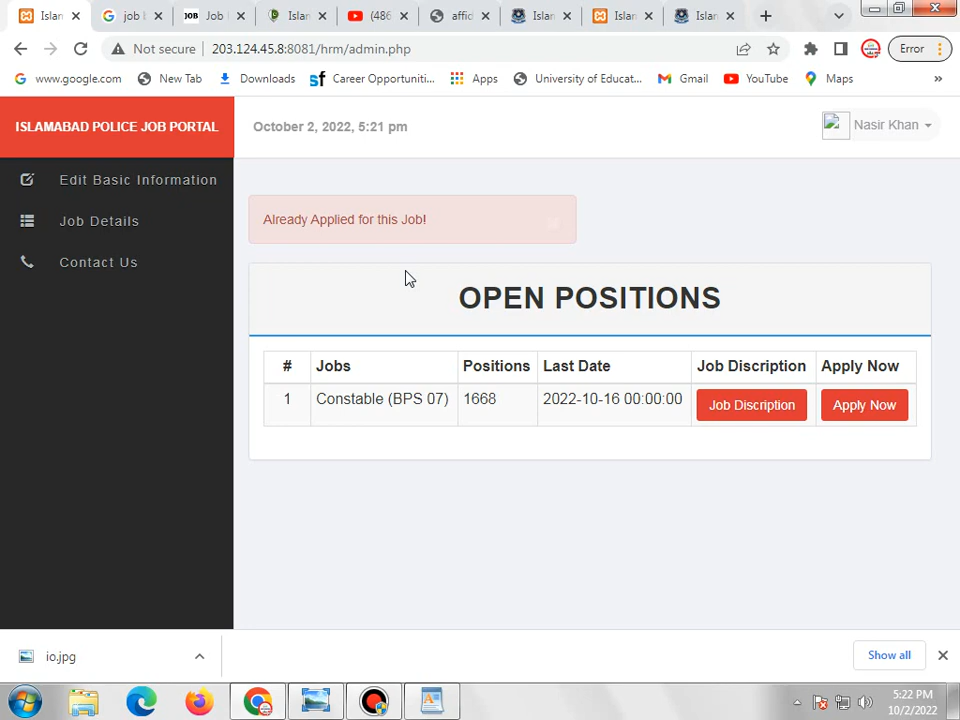 Islan
job l
JOB Job
Islan
(486
affid
Islan
Islan
Islan
Not secure 203.124.45.8:8081/hrm/admin.php Error
www.google.com New Tab Downloads sf Career Opportuniti... Apps University of Educat... Gmail YouTube Maps »
ISLAMABAD POLICE JOB PORTAL
October 2, 2022, 5:21 pm
Nasir Khan
Edit Basic Information
Job Details
Contact Us
Already Applied for this Job!
OPEN POSITIONS
# Jobs Positions Last Date Job Discription Apply Now
1 Constable (BPS 07) 1668 2022-10-16 00:00:00 Job Discription Apply Now
io.jpg
Show all
5:22 PM
10/2/2022